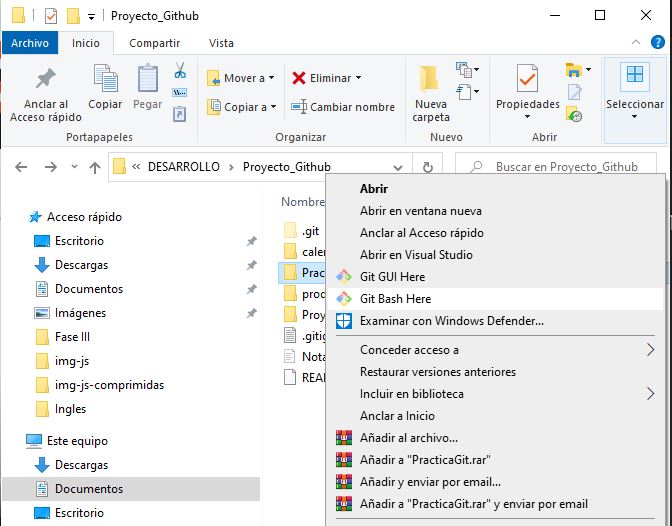 Proyecto_Github
Archivo
Inicio
Compartir
Vista
Anclar al
Acceso rápido
Copiar
Pegar
Portapapeles
Mover a
Copiar a
Eliminar
Cambiar nombre
Organizar
Nueva
carpeta
Nuevo
Propiedades
Abrir
Seleccionar
DESARROLLO
Proyecto_Github
Buscar en Proyecto_Github
Acceso rápido
Escritorio
Descargas
Documentos
Imágenes
Fase III
img-js
img-js-comprimidas
Ingles
Este equipo
Descargas
Documentos
Escritorio
Nombre
.git
caler
Pract
prod
Proy
.gitig
Nota
REAI
Abrir
Abrir en ventana nueva
Anclar al Acceso rápido
Abrir en Visual Studio
Git GUI Here
Git Bash Here
Examinar con Windows Defender...
Conceder acceso a
Restaurar versiones anteriores
Incluir en biblioteca
Anclar a Inicio
Añadir al archivo...
Añadir a "PracticaGit.rar"
Añadir y enviar por email...
Añadir a "PracticaGit.rar" y enviar por email